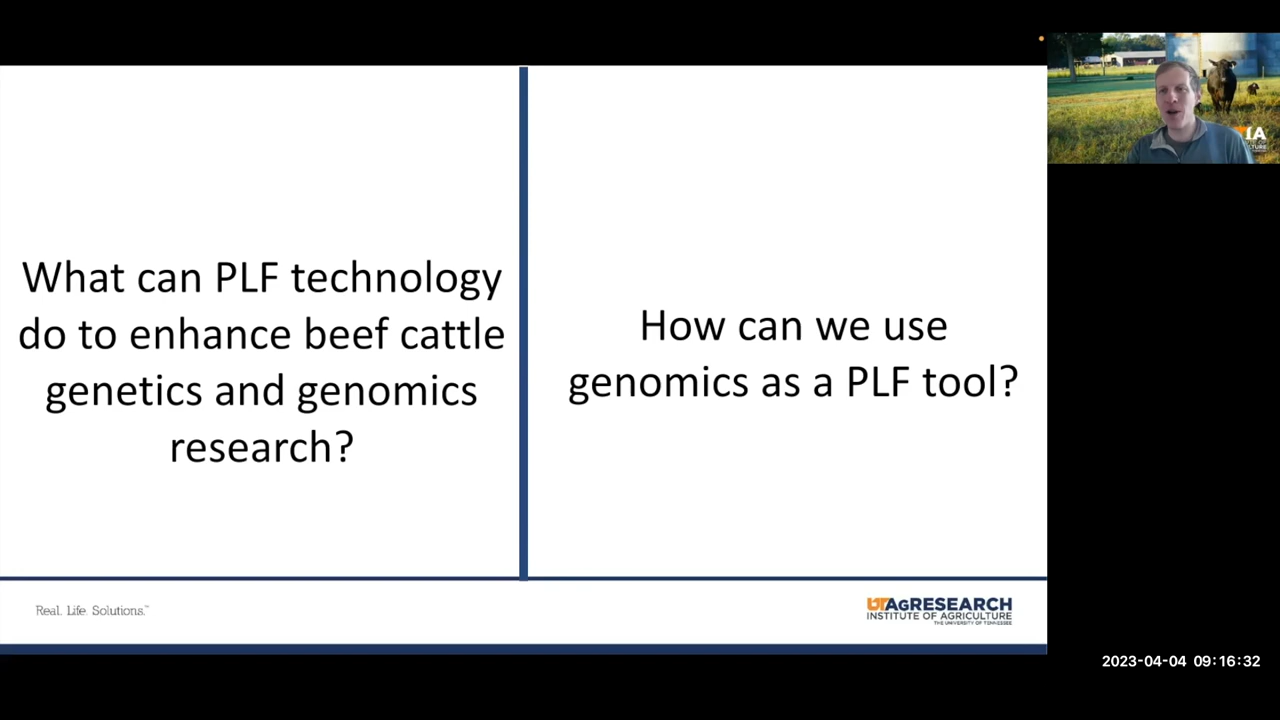 What can PLF technology
do to enhance beef cattle
genetics and genomics
research?
How can we use
genomics as a PLF tool?
Real. Life. Solutions.™
UTAgRESEARCH
INSTITUTE OF AGRICULTURE
THE UNIVERSITY OF TENNESSEE
IA
2023-04-04 09:16:32